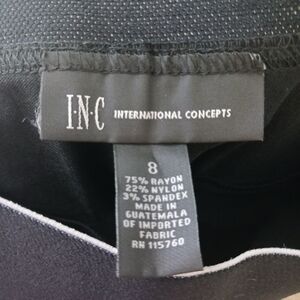 I·N·C INTERNATIONAL CONCEPTS
8
75% RAYON
22% NYLON
3% SPANDEX
MADE IN
GUATEMALA
OF IMPORTED
FABRIC
RN 115760